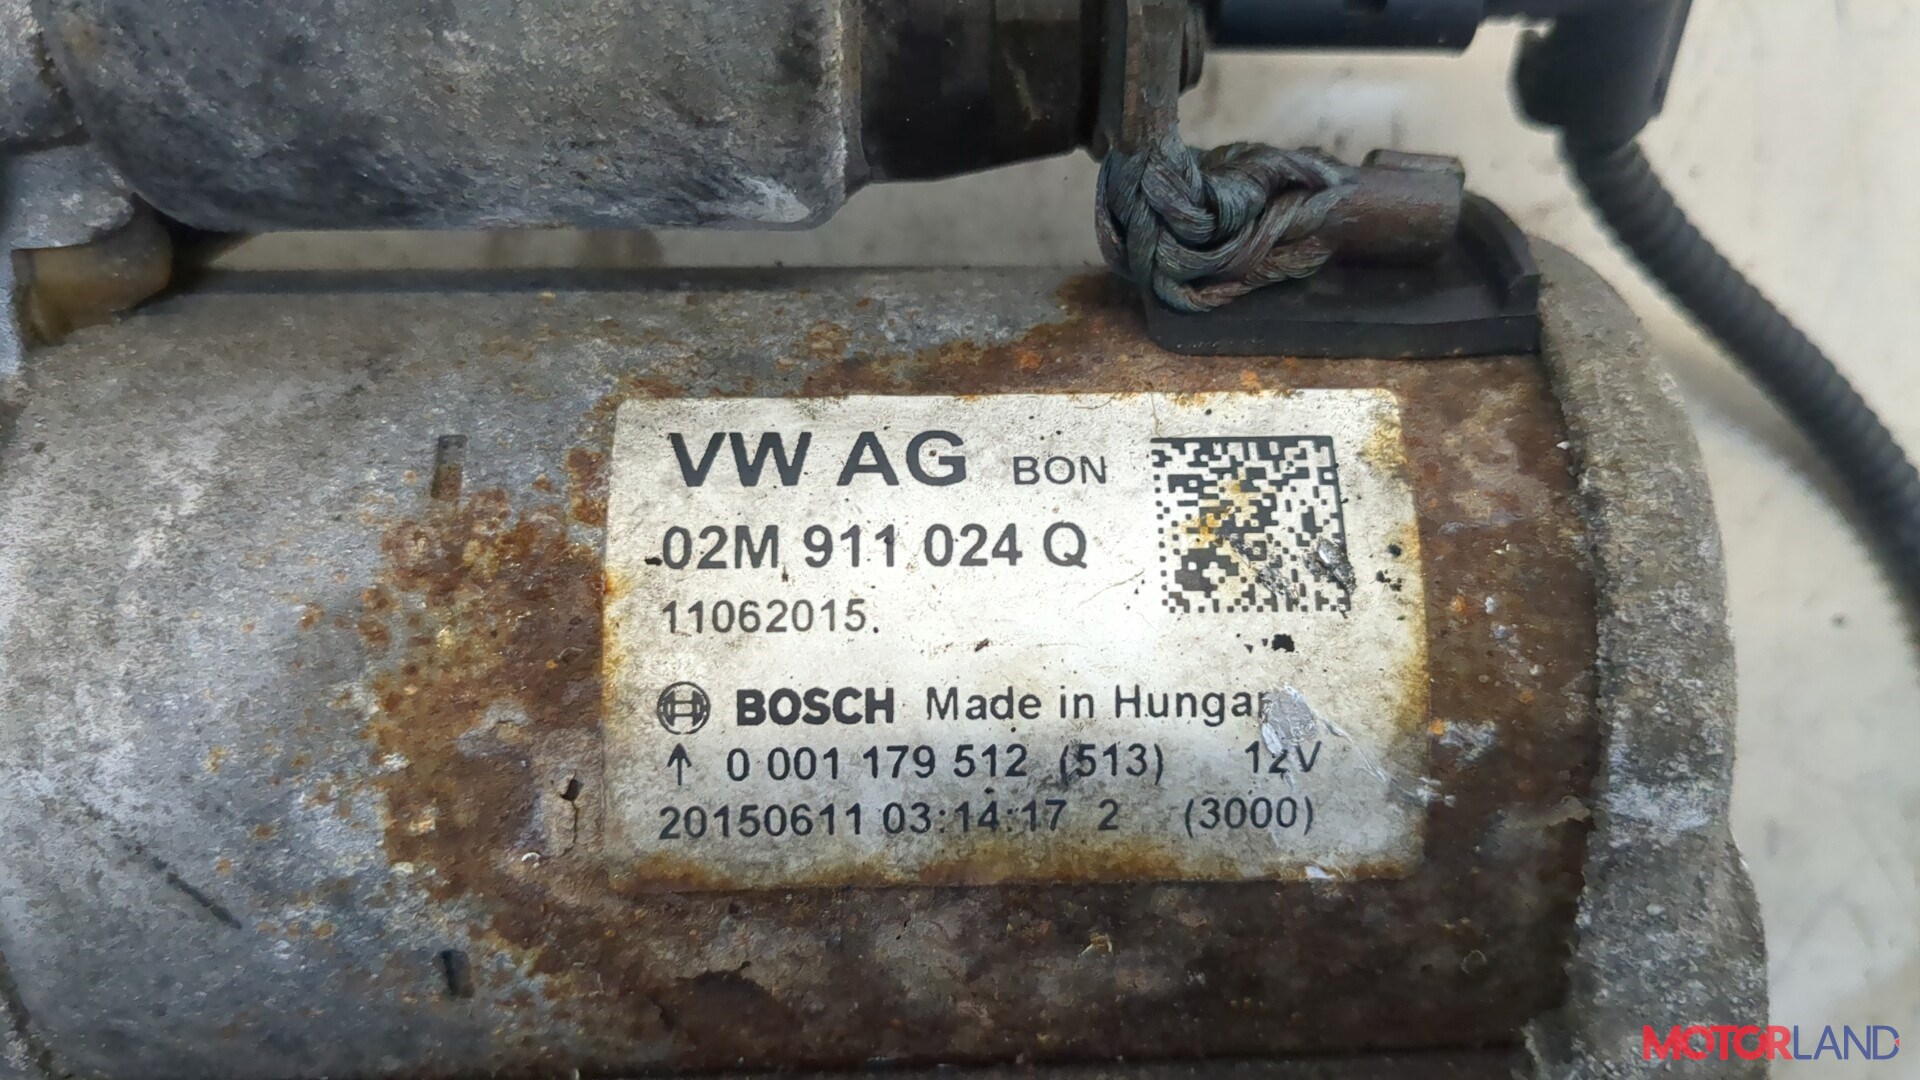 VW AG BON
02M 911 024 Q
11062015.
BOSCH Made in Hungar
↑ 0 001 179 512 (513) 12V
20150611 03:14:17 2 (3000)
MOTORLAND